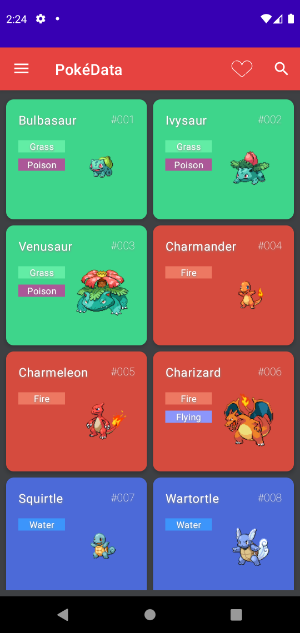 2:24
PokéData
Bulbasaur #001
Grass
Poison
Ivysaur #002
Grass
Poison
Venusaur #003
Grass
Poison
Charmander #004
Fire
Charmeleon #005
Fire
Charizard #006
Fire
Flying
Squirtle #007
Water
Wartortle #008
Water